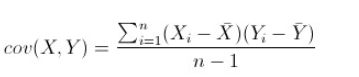 cov(X, Y) = \frac{\sum_{i=1}^{n}(X_i - \bar{X})(Y_i - \bar{Y})}{n - 1}